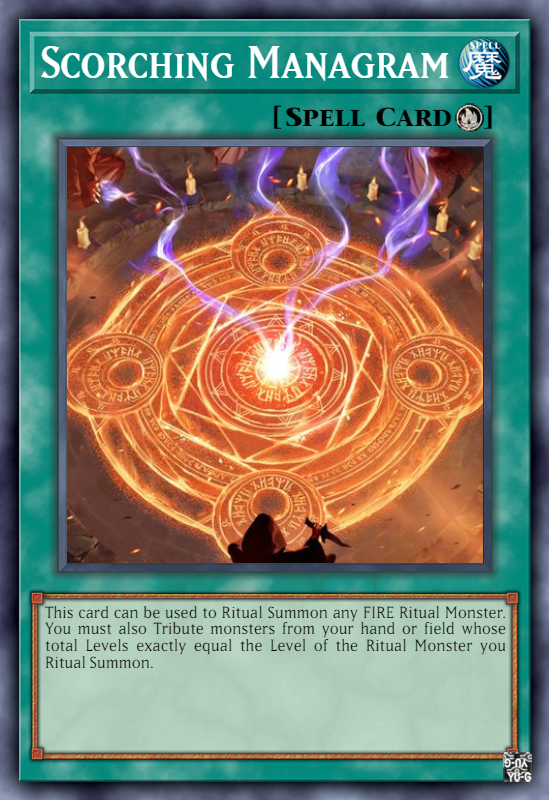 Scorching Managram
SPELL
魔
[Spell Card]
This card can be used to Ritual Summon any FIRE Ritual Monster.
You must also Tribute monsters from your hand or field whose
total Levels exactly equal the Level of the Ritual Monster you
Ritual Summon.
YU-G